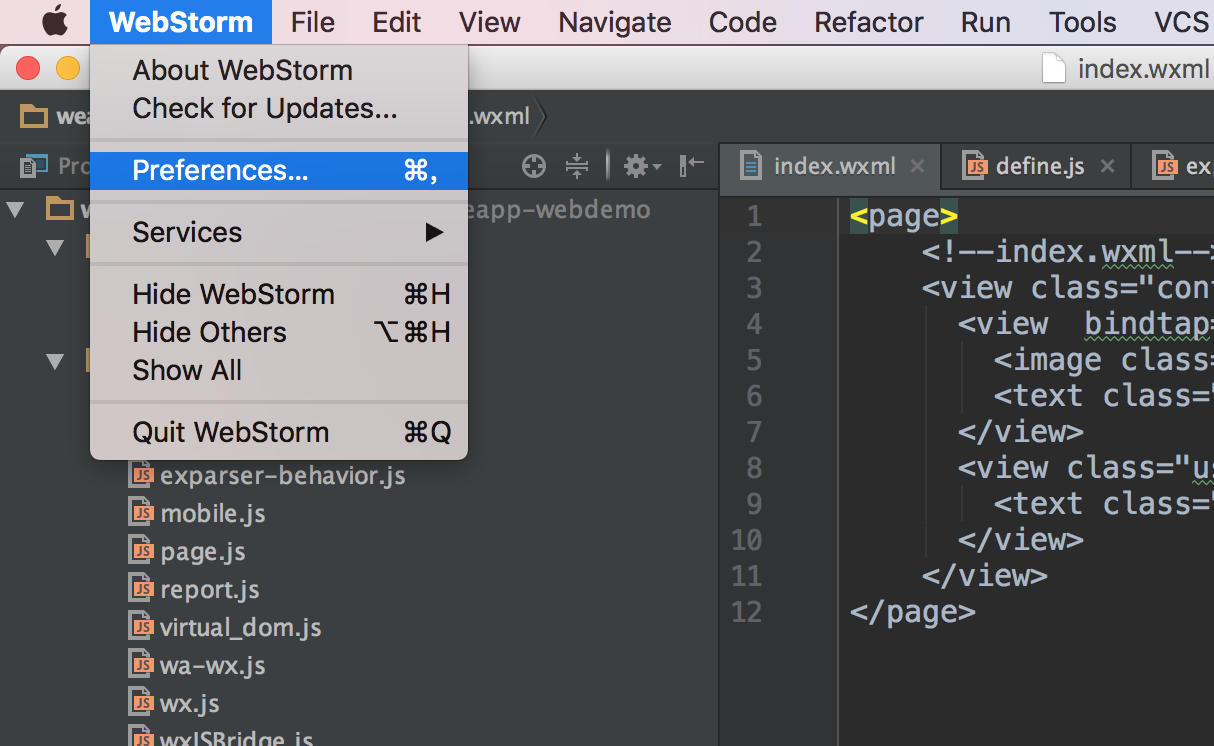 WebStorm File Edit View Navigate Code Refactor Run Tools VCS
index.wxml
.wxml
About WebStorm
Check for Updates...
Preferences... ⌘,
Services ▶
Hide WebStorm ⌘H
Hide Others ⌥⌘H
Show All
Quit WebStorm ⌘Q
eapp-webdemo
exparser-behavior.js
mobile.js
page.js
report.js
virtual_dom.js
wa-wx.js
wx.js
wxJSBridge.js
index.wxml × define.js × ex
1 <page>
2 <!--index.wxml-->
3 <view class="con
4 <view bindtap=
5 <image class=
6 <text class="
7 </view>
8 <view class="us
9 <text class="
10 </view>
11 </view>
12 </page>